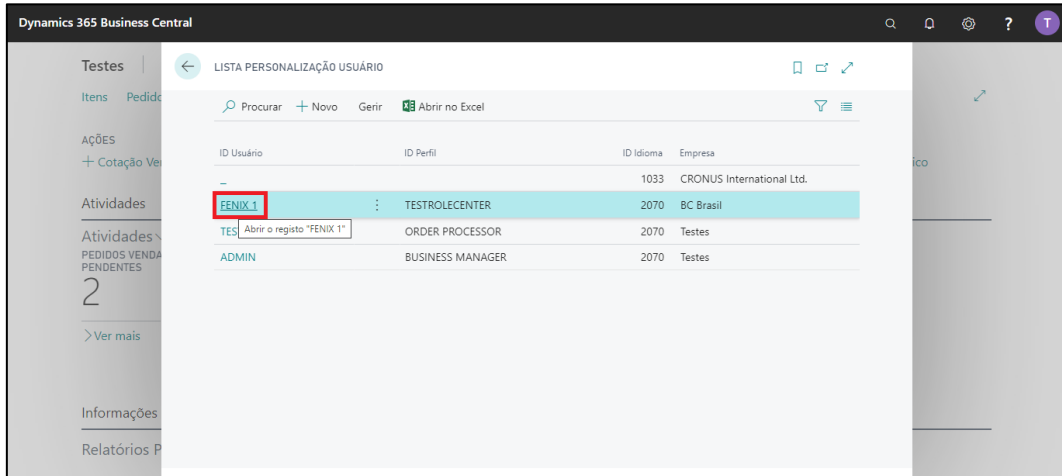 Dynamics 365 Business Central
?
T
Testes
LISTA PERSONALIZAÇÃO USUÁRIO
Itens
Procurar + Novo Gerir Abrir no Excel
AÇÕES
+ Cotação
ID Usuário ID Perfil ID Idioma Empresa
_ 1033 CRONUS International Ltd.
Atividades
FENIX 1 TESTROLECENTER 2070 BC Brasil
Abrir o registo "FENIX 1"
Atividades
TES ORDER PROCESSOR 2070 Testes
PEDIDOS VENDA
PENDENTES
ADMIN BUSINESS MANAGER 2070 Testes
2
>Ver mais
Informações
Relatórios